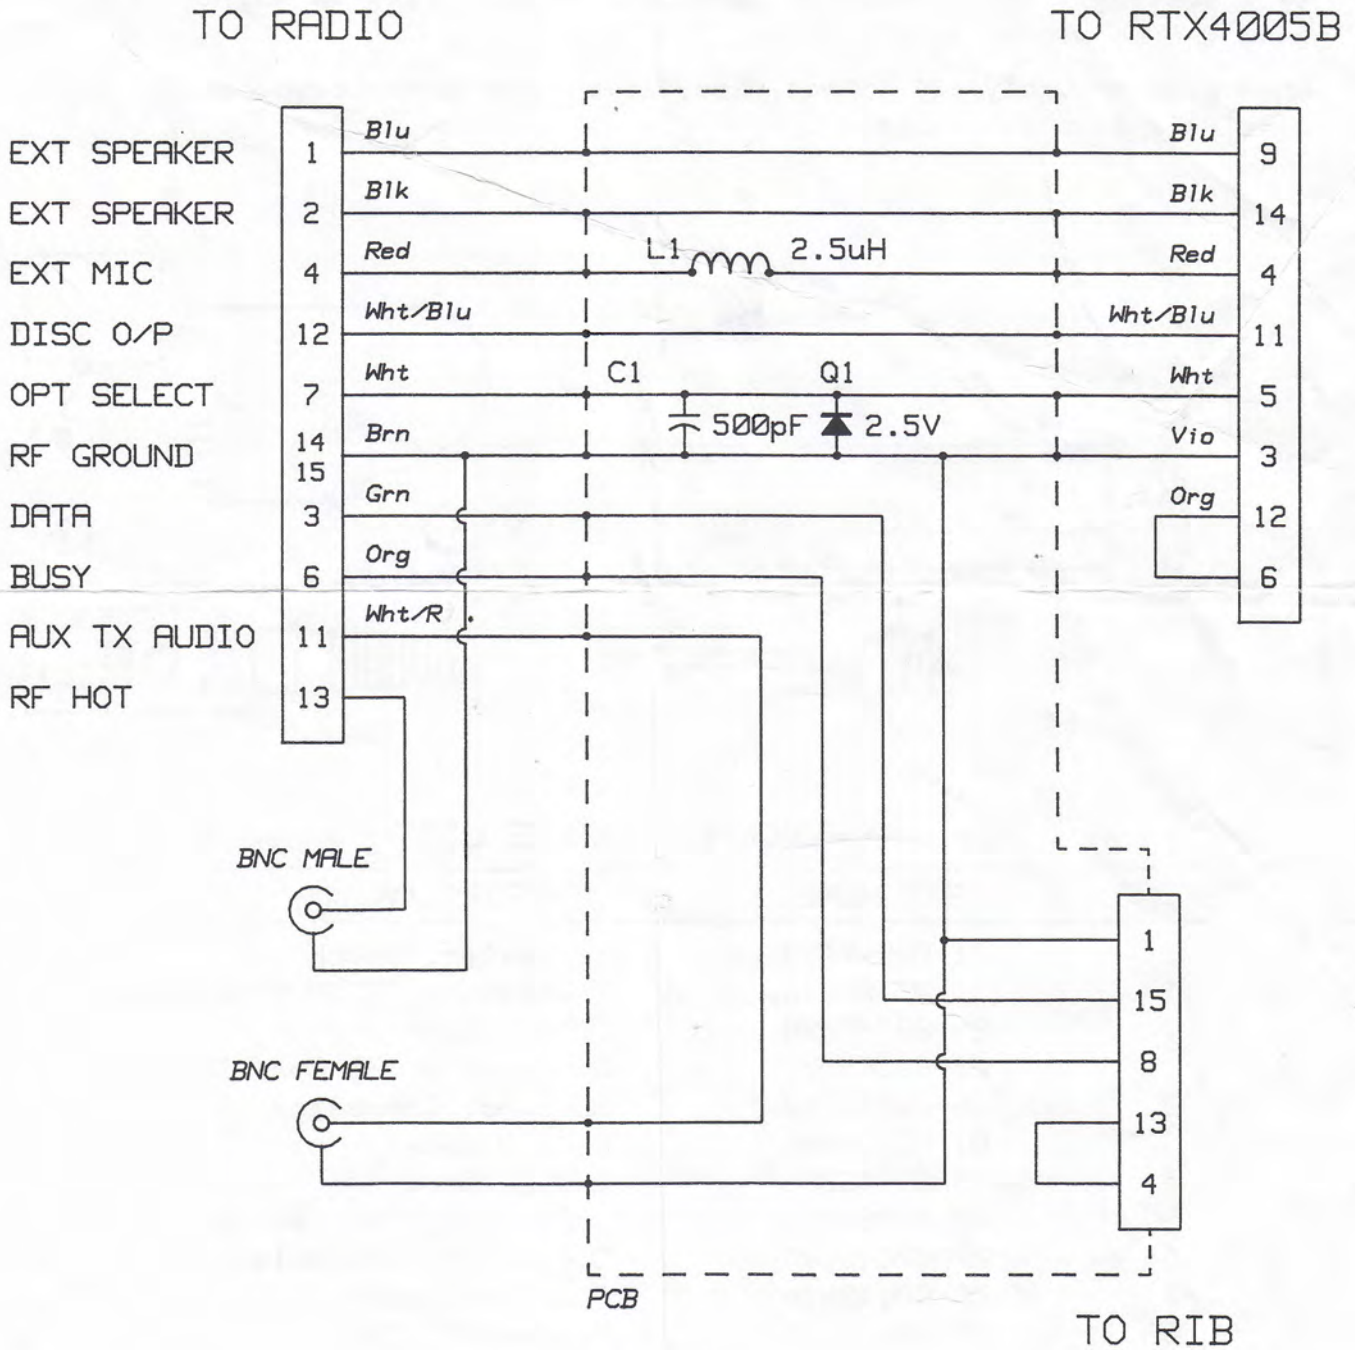 TO RADIO TO RTX4005B
Blu Blu
EXT SPEAKER 1 9
Blk Blk
EXT SPEAKER 2 14
Red L1 2.5uH Red
EXT MIC 4 4
Wht/Blu Wht/Blu
DISC O/P 12 11
Wht C1 Q1 Wht
OPT SELECT 7 5
Brn 500pF 2.5V Vio
RF GROUND 14 3
15
Grn Org
DATA 3 12
Org
BUSY 6 6
Wht/R
AUX TX AUDIO 11
RF HOT 13
BNC MALE
1
15
BNC FEMALE 8
13
4
PCB
TO RIB